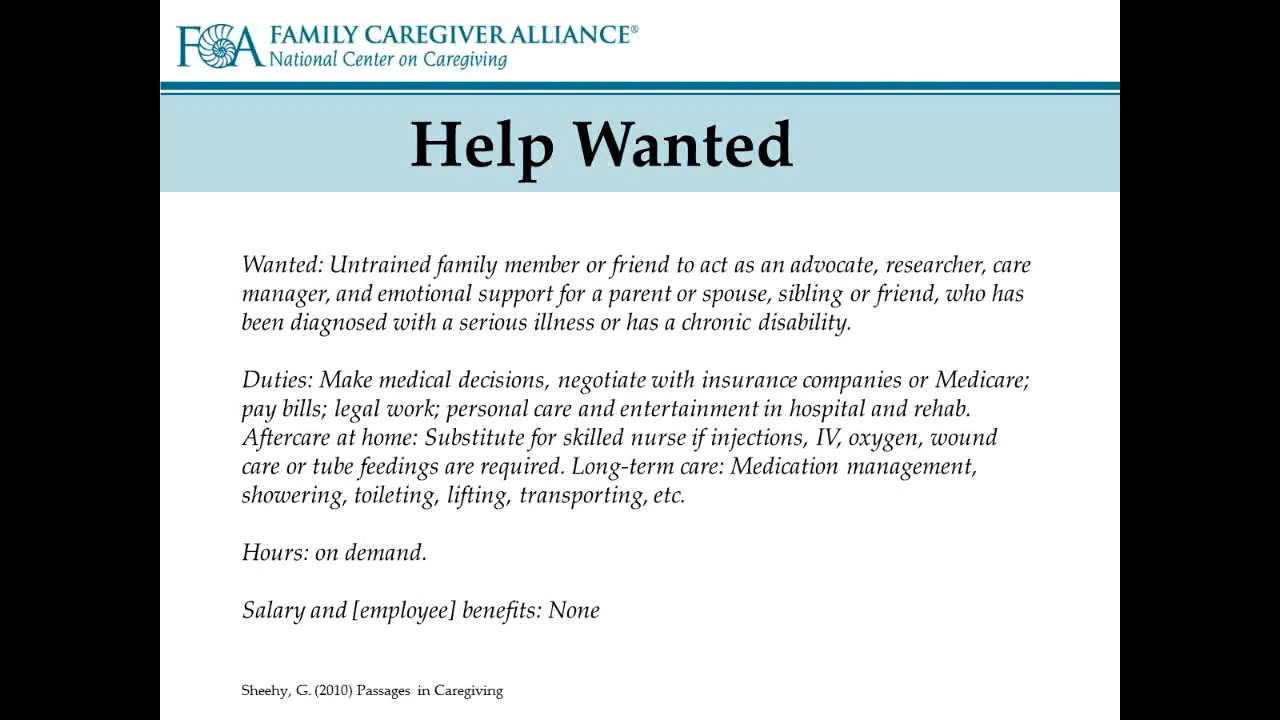 FCA FAMILY CAREGIVER ALLIANCE®
National Center on Caregiving
Help Wanted
Wanted: Untrained family member or friend to act as an advocate, researcher, care
manager, and emotional support for a parent or spouse, sibling or friend, who has
been diagnosed with a serious illness or has a chronic disability.
Duties: Make medical decisions, negotiate with insurance companies or Medicare;
pay bills; legal work; personal care and entertainment in hospital and rehab.
Aftercare at home: Substitute for skilled nurse if injections, IV, oxygen, wound
care or tube feedings are required. Long-term care: Medication management,
showering, toileting, lifting, transporting, etc.
Hours: on demand.
Salary and [employee] benefits: None
Sheehy, G. (2010) Passages in Caregiving